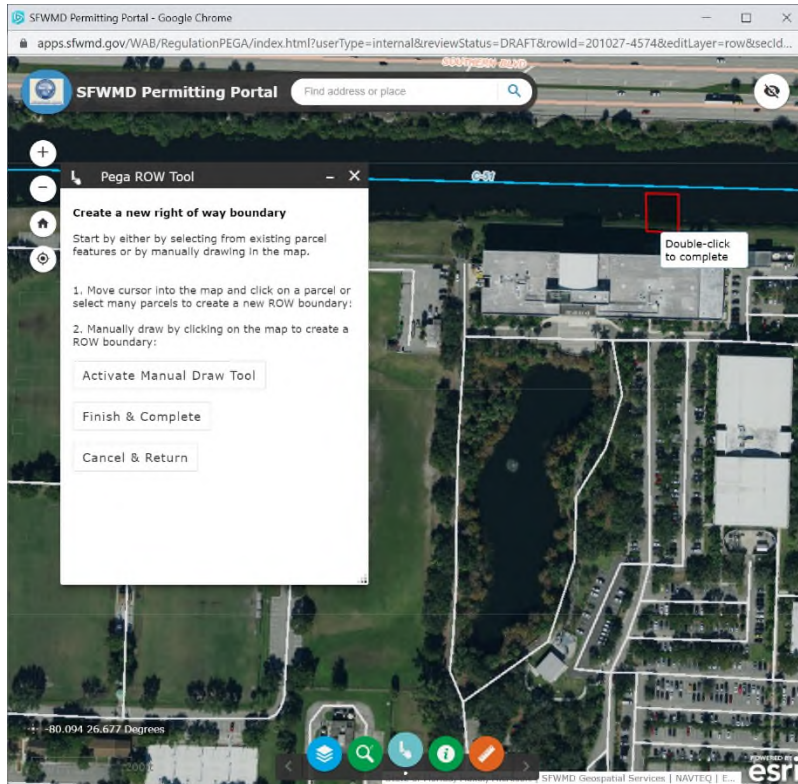 SFWMD Permitting Portal - Google Chrome
apps.sfwmd.gov/WAB/RegulationPEGA/index.html?userType=internal&reviewStatus=DRAFT&rowId=201027-4574&editLayer=row&secId...
SOUTHERN BLVD
SFWMD Permitting Portal
Find address or place
+
Pega ROW Tool
C-51
−
Create a new right of way boundary
Start by either by selecting from existing parcel
features or by manually drawing in the map.
Double-click
to complete
1. Move cursor into the map and click on a parcel or
select many parcels to create a new ROW boundary:
2. Manually draw by clicking on the map to create a
ROW boundary:
Activate Manual Draw Tool
Finish & Complete
Cancel & Return
-80.094 26.677 Degrees
SFWMD Geospatial Services | NAVTEQ | E...
POWERED BY
esri